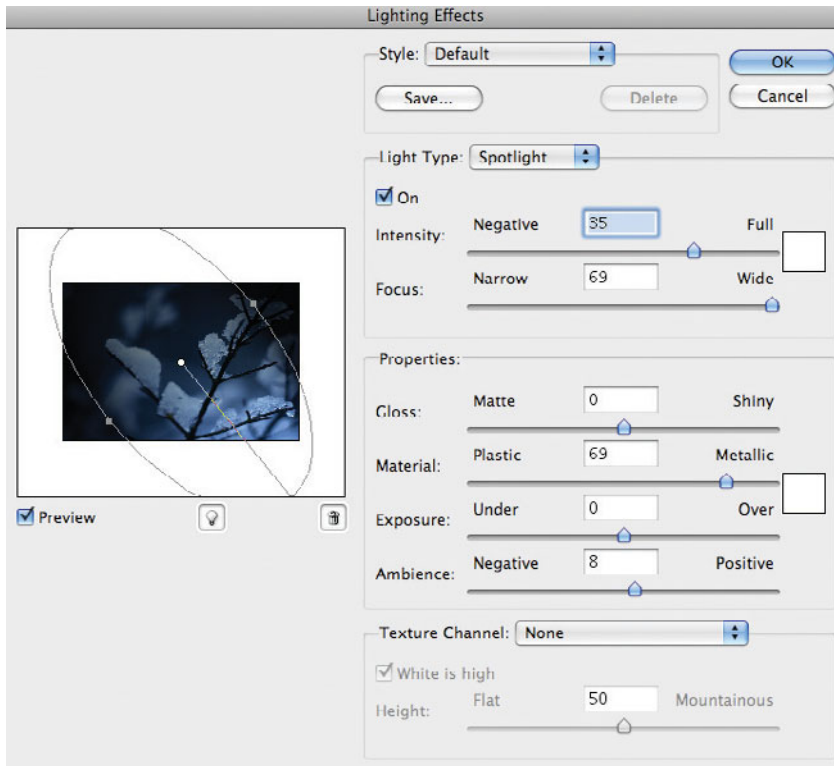 Lighting Effects
Style: Default
OK
Save...
Delete
Cancel
Light Type: Spotlight
On
Intensity:
Negative
35
Full
Focus:
Narrow
69
Wide
Properties:
Gloss:
Matte
0
Shiny
Material:
Plastic
69
Metallic
Exposure:
Under
0
Over
Ambience:
Negative
8
Positive
Preview
Texture Channel: None
White is high
Height:
Flat
50
Mountainous